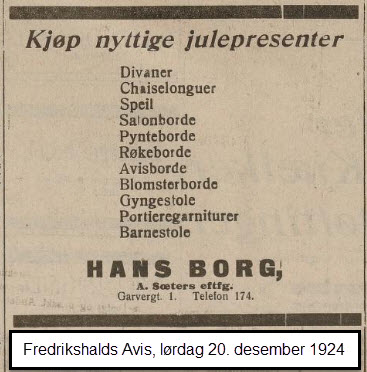 Kjøp nyttige julepresenter
Divaner
Chaiselonguer
Speil
Salonborde
Pynteborde
Røkeborde
Avisborde
Blomsterborde
Gyngestole
Portieregarniturer
Barnestole
HANS BORG,
A. Sæters eftfg.
Garvergt. 1. Telefon 174.
Fredrikshalds Avis, lørdag 20. desember 1924